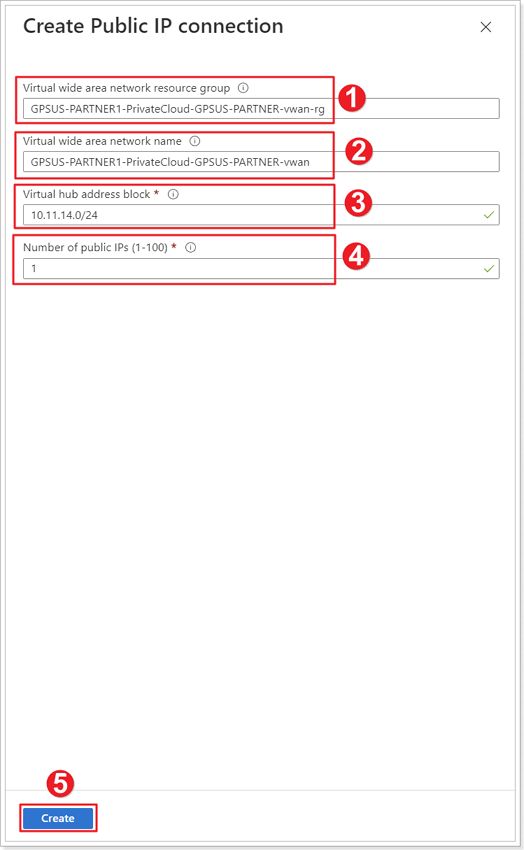 Create Public IP connection
Virtual wide area network resource group
1
GPSUS-PARTNER1-PrivateCloud-GPSUS-PARTNER-vwan-rg
Virtual wide area network name
2
GPSUS-PARTNER1-PrivateCloud-GPSUS-PARTNER-vwan
Virtual hub address block *
3
10.11.14.0/24
Number of public IPs (1-100) *
4
1
5
Create